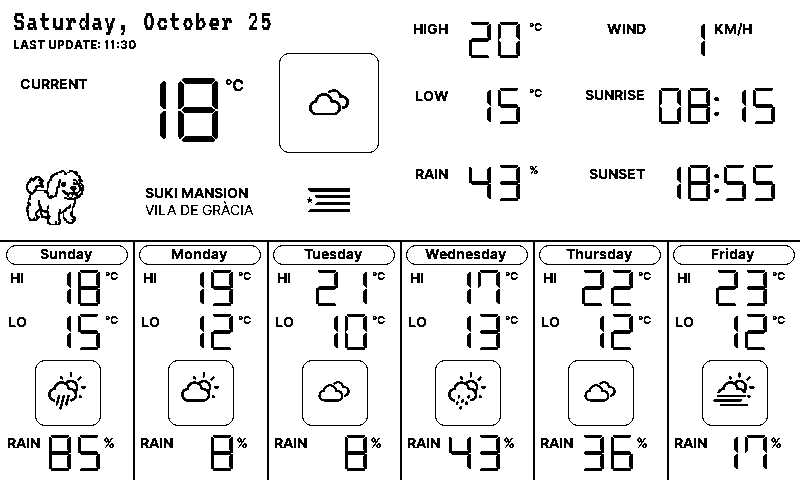 Saturday, October 25
LAST UPDATE: 11:30
CURRENT 18 °C
SUKI MANSION
VILA DE GRÀCIA
HIGH 20 °C
LOW 15 °C
RAIN 43 %
WIND 1 KM/H
SUNRISE 08:15
SUNSET 18:55
Sunday
HI 18 °C
LO 15 °C
RAIN 85 %
Monday
HI 19 °C
LO 12 °C
RAIN 8 %
Tuesday
HI 21 °C
LO 10 °C
RAIN 8 %
Wednesday
HI 17 °C
LO 13 °C
RAIN 43 %
Thursday
HI 22 °C
LO 12 °C
RAIN 36 %
Friday
HI 23 °C
LO 12 °C
RAIN 17 %